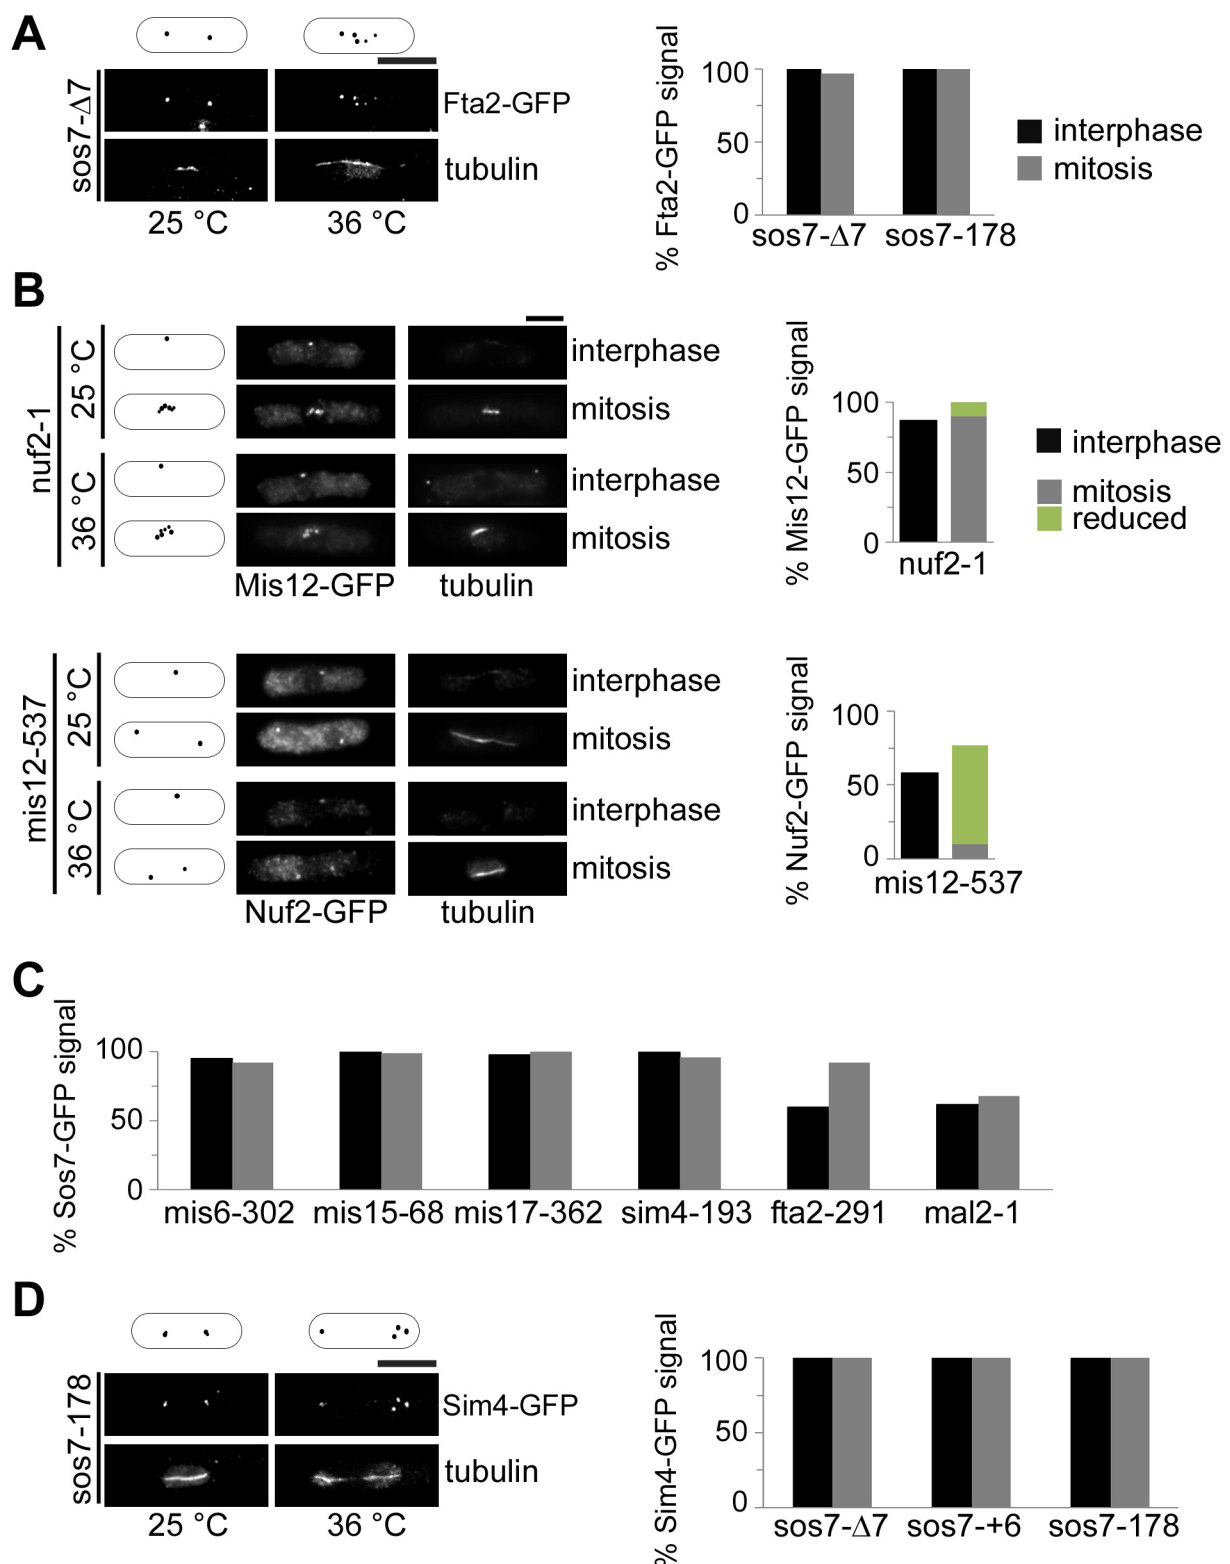 A
sos7-Δ7
Fta2-GFP
tubulin
25 °C
36 °C
% Fta2-GFP signal
100
50
0
sos7-Δ7
sos7-178
interphase
mitosis
B
nuf2-1
25 °C
36 °C
interphase
mitosis
interphase
mitosis
Mis12-GFP
tubulin
% Mis12-GFP signal
100
50
0
nuf2-1
interphase
mitosis
reduced
mis12-537
25 °C
36 °C
interphase
mitosis
interphase
mitosis
Nuf2-GFP
tubulin
% Nuf2-GFP signal
100
50
0
mis12-537
C
% Sos7-GFP signal
100
50
0
mis6-302 mis15-68 mis17-362 sim4-193 fta2-291 mal2-1
D
sos7-178
Sim4-GFP
tubulin
25 °C
36 °C
% Sim4-GFP signal
100
50
0
sos7-Δ7 sos7-+6 sos7-178